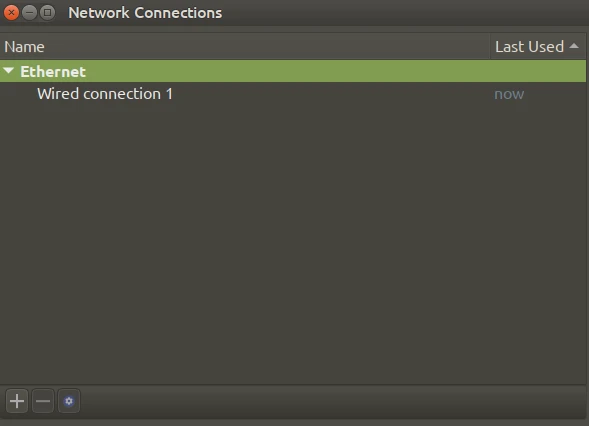 Network Connections
Name Last Used
Ethernet
Wired connection 1 now